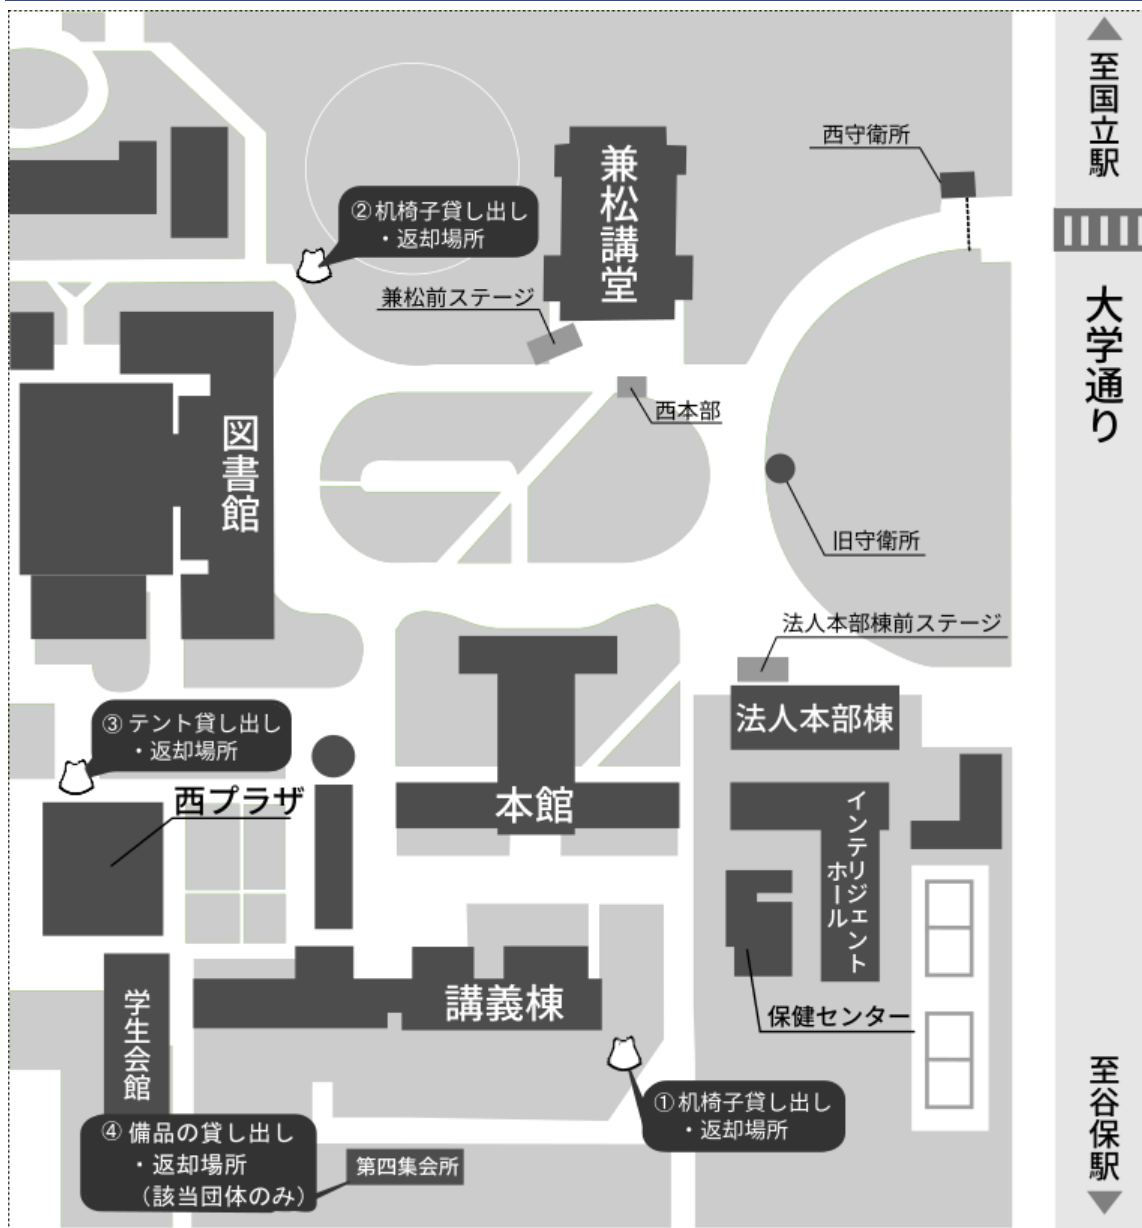 至国立駅
西守衛所
兼松講堂
②机椅子貸し出し
・返却場所
兼松前ステージ
大学通り
西本部
図書館
旧守衛所
法人本部棟前ステージ
法人本部棟
③ テント貸し出し
・返却場所
西プラザ
本館
インテリジェント
ホール
講義棟
保健センター
学生会館
①机椅子貸し出し
・返却場所
④ 備品の貸し出し
・返却場所
（該当団体のみ）
第四集会所
至谷保駅